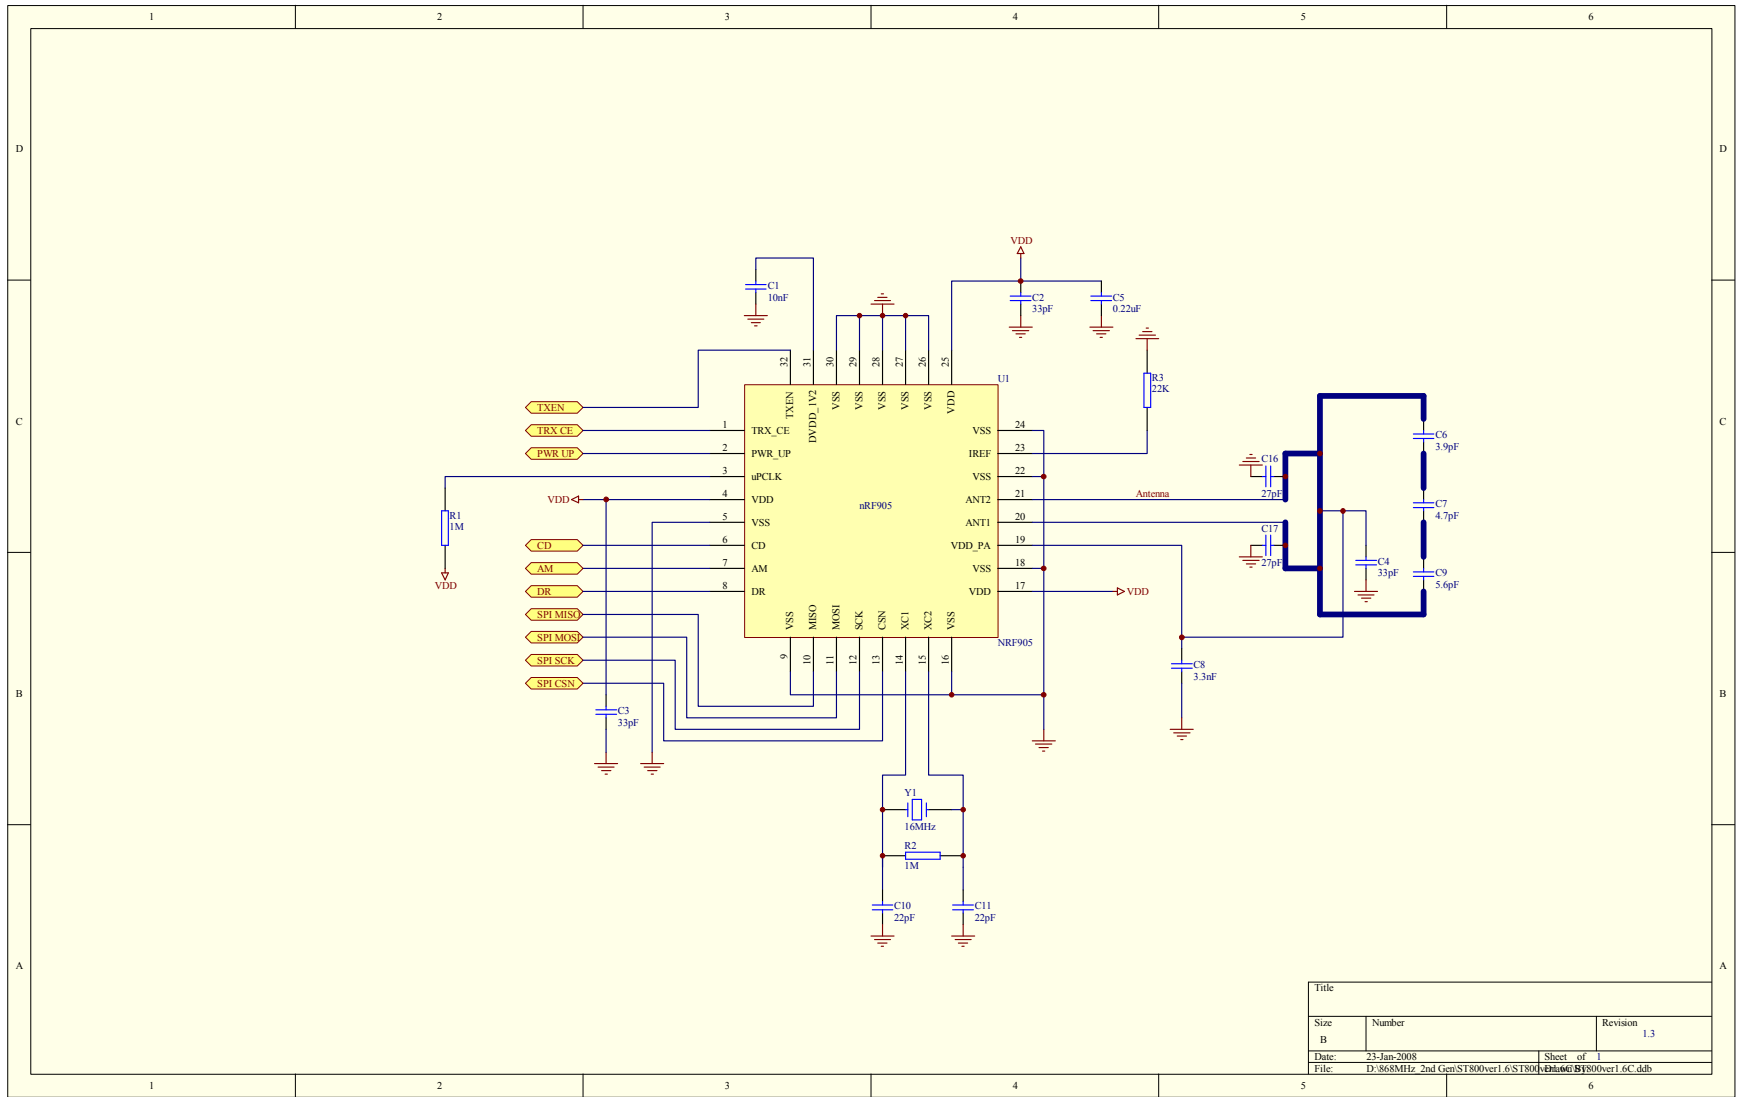 1 2 3 4 5 6
D D
C C
B B
A A
VDD
C1
10nF
C2
33pF
C5
0.22uF
R3
22K
32 31 30 29 28 27 26 25
U1
TXEN DVDD_1V2 VSS VSS VSS VSS VSS VDD
TXEN
TRX CE
PWR UP
1 TRX_CE
2 PWR_UP
3 uPCLK
4 VDD
5 VSS
6 CD
7 AM
8 DR
VDD
R1
1M
VDD
CD
AM
DR
SPI MISO
SPI MOSI
SPI SCK
SPI CSN
nRF905
VSS 24
IREF 23
VSS 22
ANT2 21
ANT1 20
VDD_PA 19
VSS 18
VDD 17
Antenna
VDD
VSS MISO MOSI SCK CSN XC1 XC2 VSS
9 10 11 12 13 14 15 16
NRF905
C16
27pF
C17
27pF
C6
3.9pF
C7
4.7pF
C4
33pF
C9
5.6pF
C8
3.3nF
C3
33pF
Y1
16MHz
R2
1M
C10
22pF
C11
22pF
Title
Size
B
Number
Revision
1.3
Date: 23-Jan-2008
Sheet of 1
File: D:\868MHz_2nd Gen\ST800ver1.6\ST800ver1.6C.ddb
1 2 3 4 5 6